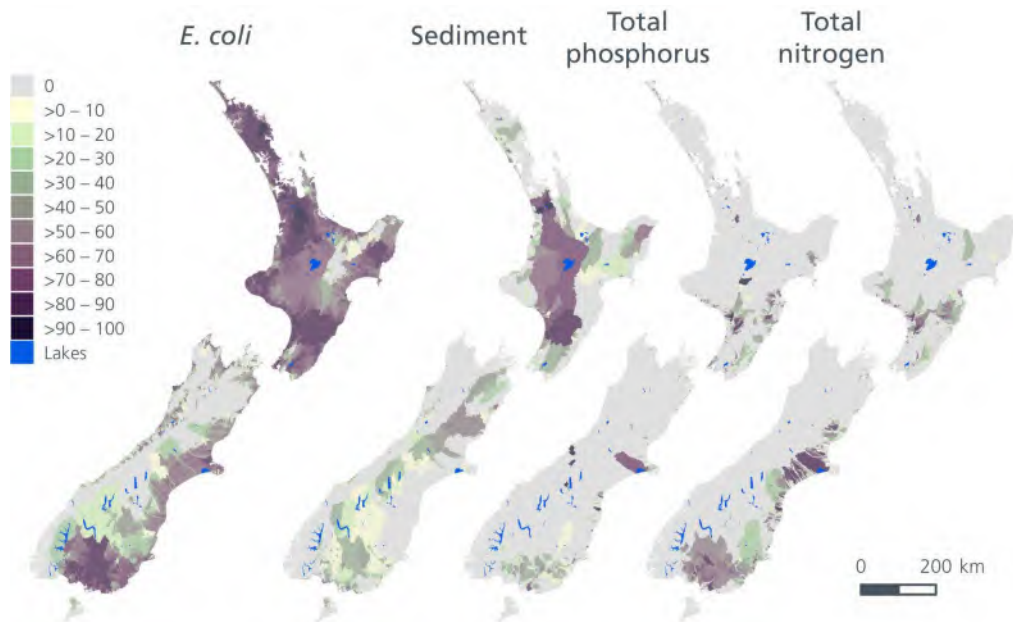 E. coli
Sediment
Total
phosphorus
Total
nitrogen
0
>0 – 10
>10 – 20
>20 – 30
>30 – 40
>40 – 50
>50 – 60
>60 – 70
>70 – 80
>80 – 90
>90 – 100
Lakes
0 200 km